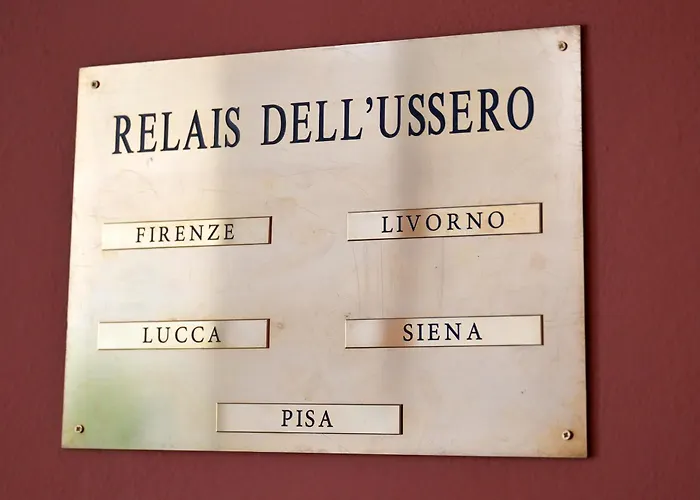 RELAIS DELL'USSERO
FIRENZE
LIVORNO
LUCCA
SIENA
PISA